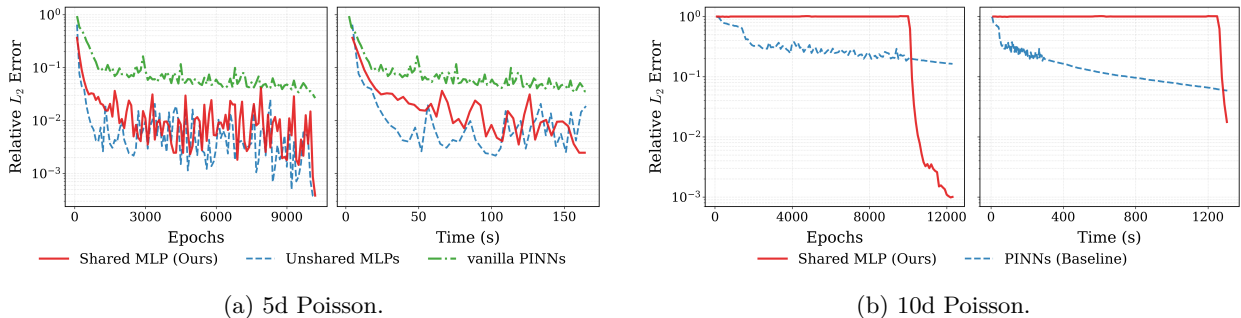 10⁰
10⁻¹
10⁻²
10⁻³
Relative L₂ Error
0 3000 6000 9000
Epochs
0 50 100 150
Time (s)
Shared MLP (Ours) Unshared MLPs vanilla PINNs
(a) 5d Poisson.
10⁰
10⁻¹
10⁻²
10⁻³
Relative L₂ Error
0 4000 8000 12000
Epochs
0 400 800 1200
Time (s)
Shared MLP (Ours) PINNs (Baseline)
(b) 10d Poisson.